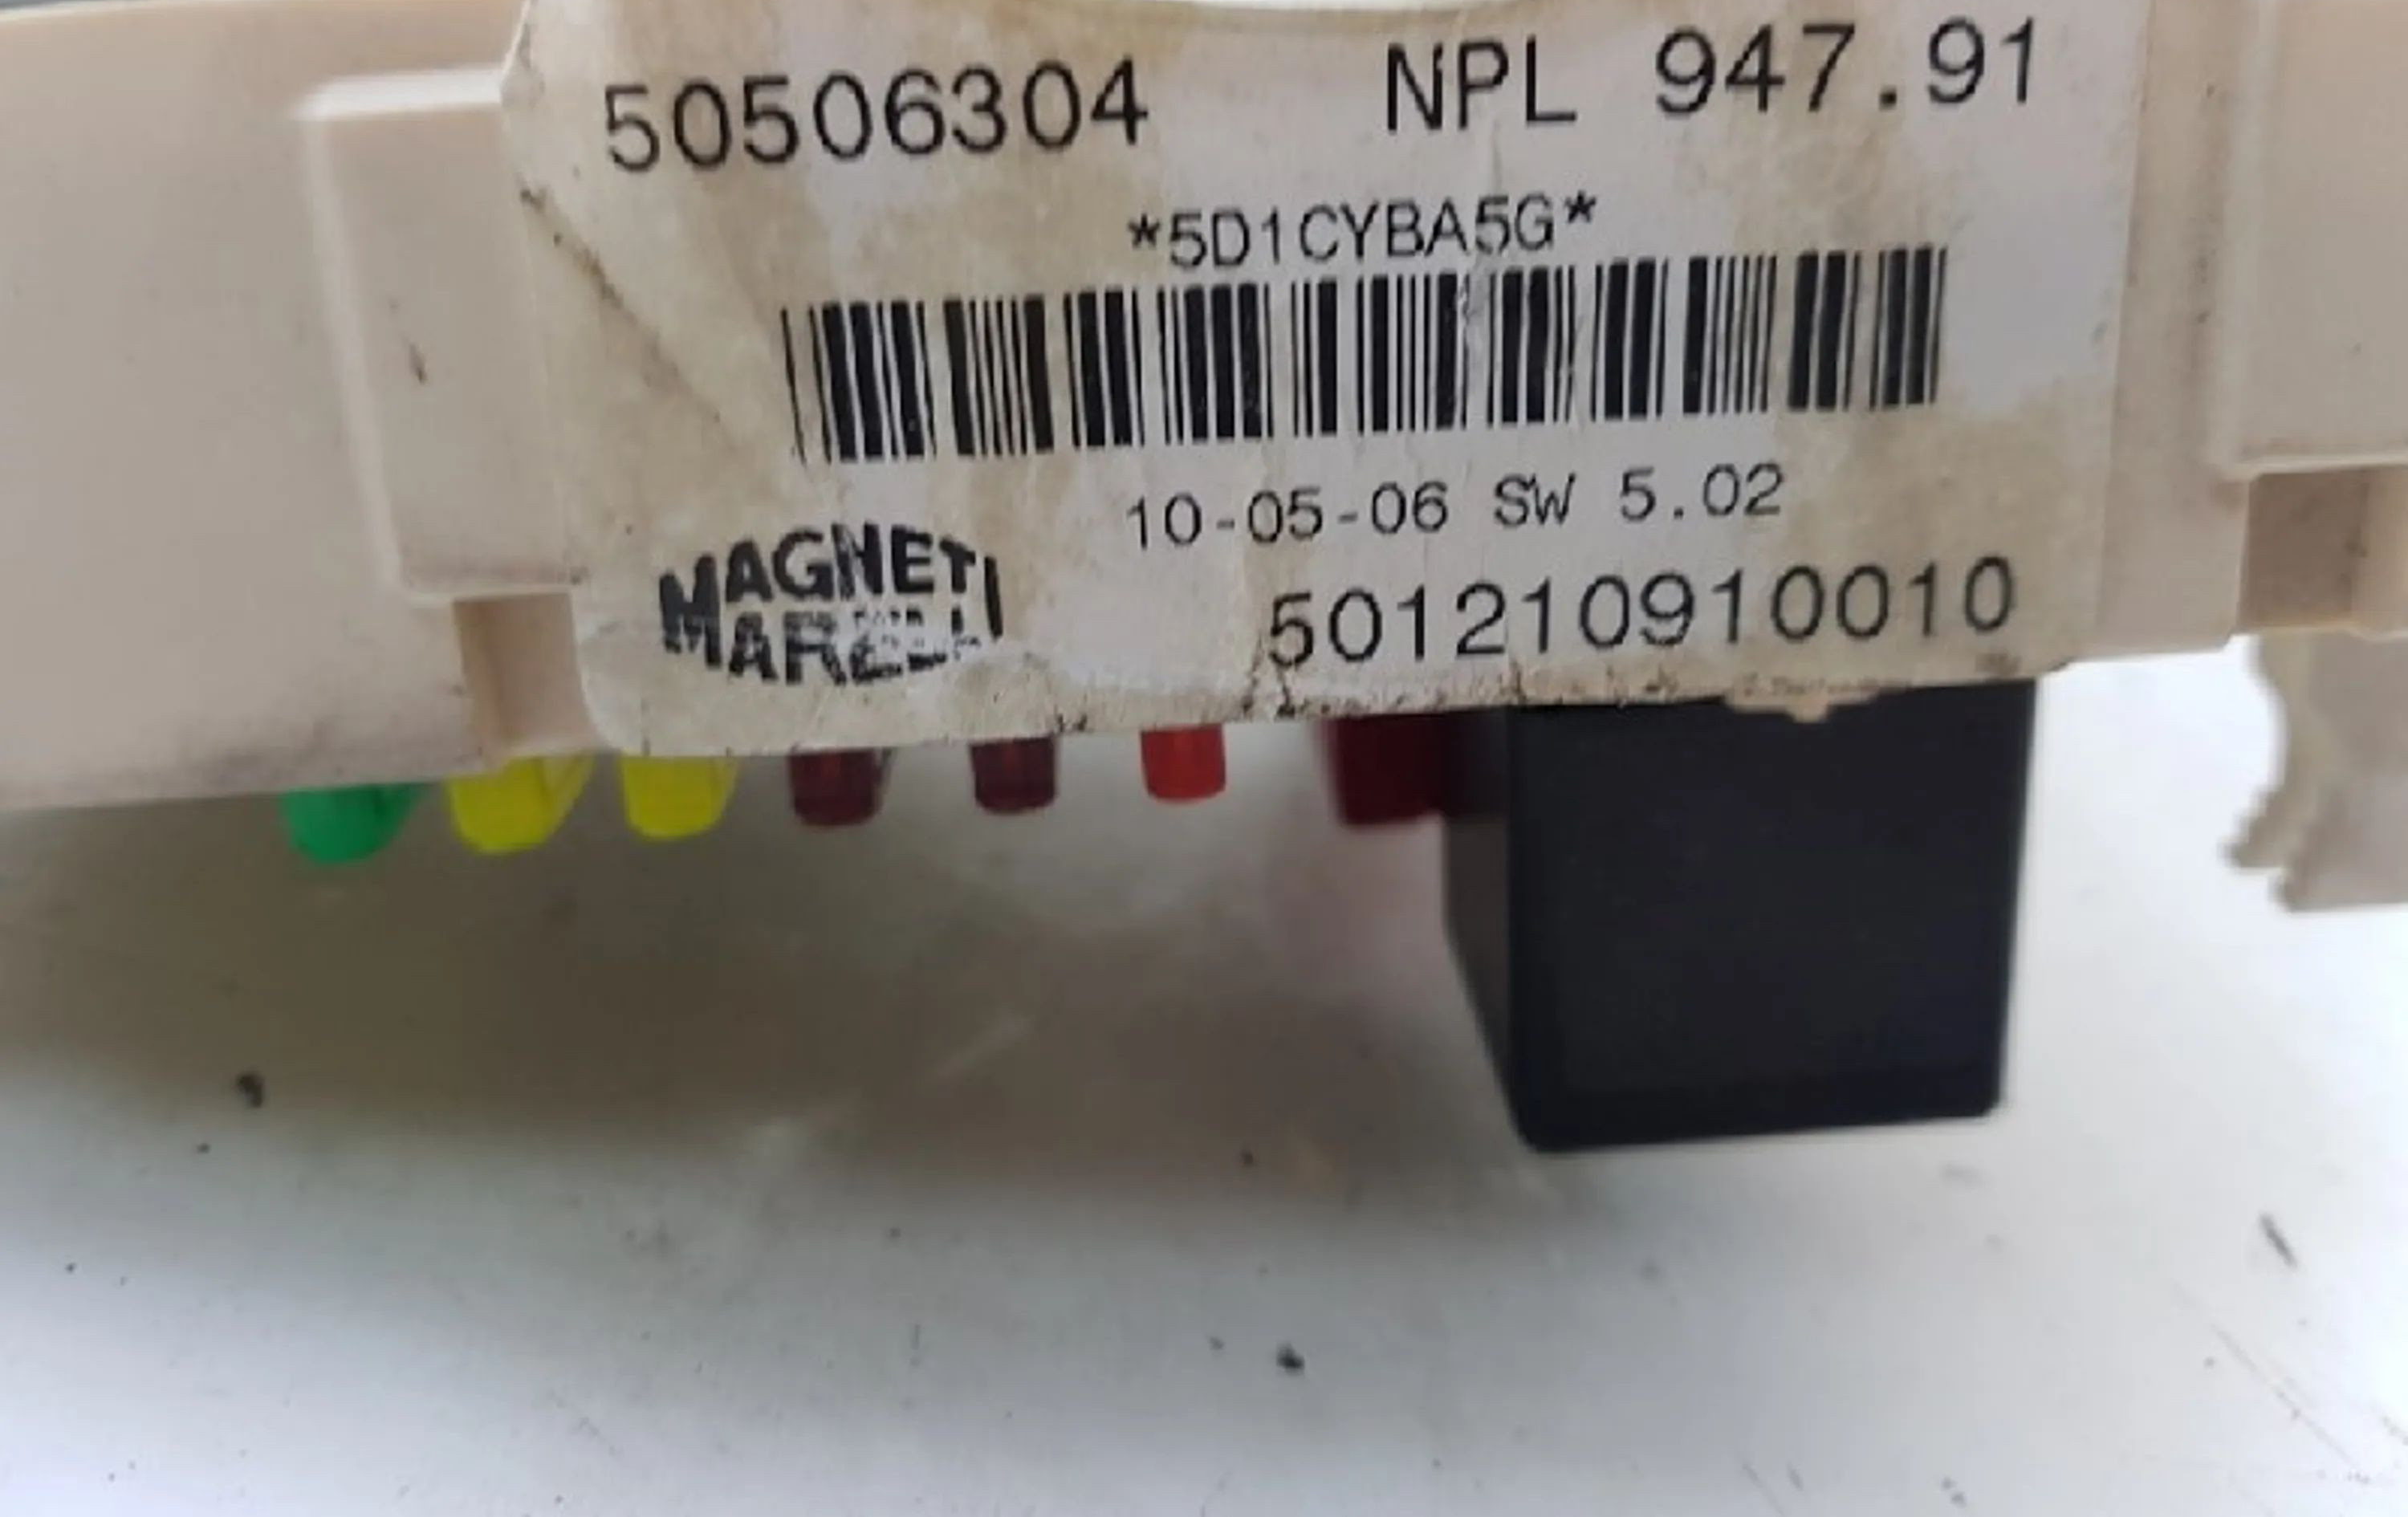 50506304 NPL 947.91
*5D1CYBA5G*
10-05-06 SW 5.02
MAGNETI
MARELLI
501210910010